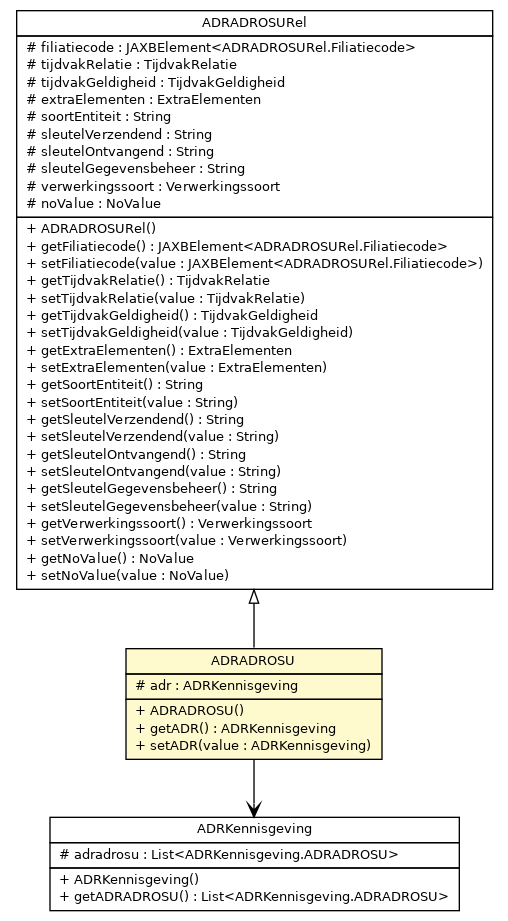 ADRADROSURel
# filiatiecode : JAXBElement<ADRADROSURel.Filiatiecode>
# tijdvakRelatie : TijdvakRelatie
# tijdvakGeldigheid : TijdvakGeldigheid
# extraElementen : ExtraElementen
# soortEntiteit : String
# sleutelVerzendend : String
# sleutelOntvangend : String
# sleutelGegevensbeheer : String
# verwerkingssoort : Verwerkingssoort
# noValue : NoValue
+ ADRADROSURel()
+ getFiliatiecode() : JAXBElement<ADRADROSURel.Filiatiecode>
+ setFiliatiecode(value : JAXBElement<ADRADROSURel.Filiatiecode>)
+ getTijdvakRelatie() : TijdvakRelatie
+ setTijdvakRelatie(value : TijdvakRelatie)
+ getTijdvakGeldigheid() : TijdvakGeldigheid
+ setTijdvakGeldigheid(value : TijdvakGeldigheid)
+ getExtraElementen() : ExtraElementen
+ setExtraElementen(value : ExtraElementen)
+ getSoortEntiteit() : String
+ setSoortEntiteit(value : String)
+ getSleutelVerzendend() : String
+ setSleutelVerzendend(value : String)
+ getSleutelOntvangend() : String
+ setSleutelOntvangend(value : String)
+ getSleutelGegevensbeheer() : String
+ setSleutelGegevensbeheer(value : String)
+ getVerwerkingssoort() : Verwerkingssoort
+ setVerwerkingssoort(value : Verwerkingssoort)
+ getNoValue() : NoValue
+ setNoValue(value : NoValue)
ADRADROSU
# adr : ADRKennisgeving
+ ADRADROSU()
+ getADR() : ADRKennisgeving
+ setADR(value : ADRKennisgeving)
ADRKennisgeving
# adradrosu : List<ADRKennisgeving.ADRADROSU>
+ ADRKennisgeving()
+ getADRADROSU() : List<ADRKennisgeving.ADRADROSU>